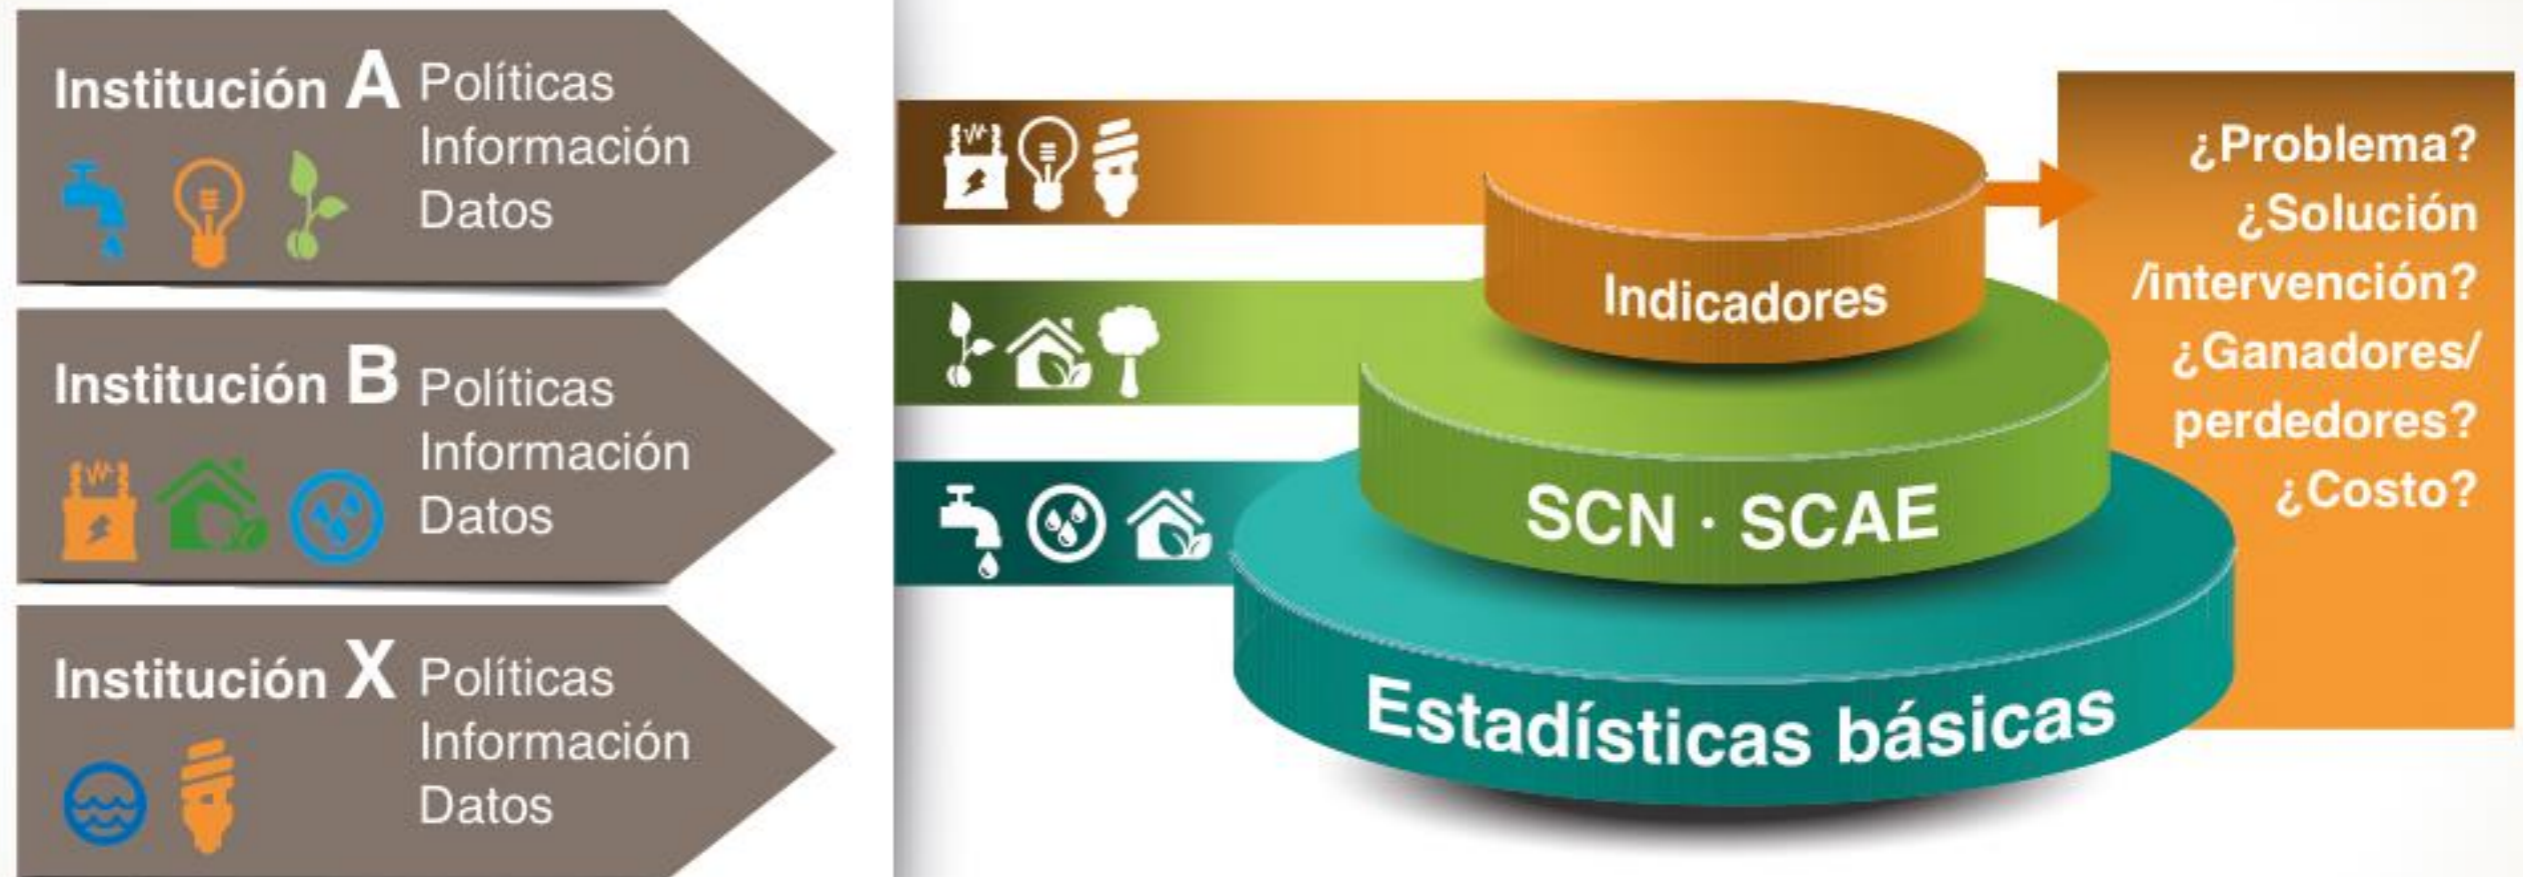 Institución A
Políticas
Información
Datos
Institución B
Políticas
Información
Datos
Institución X
Políticas
Información
Datos
Indicadores
SCN · SCAE
Estadísticas básicas
¿Problema?
¿Solución
/intervención?
¿Ganadores/
perdedores?
¿Costo?